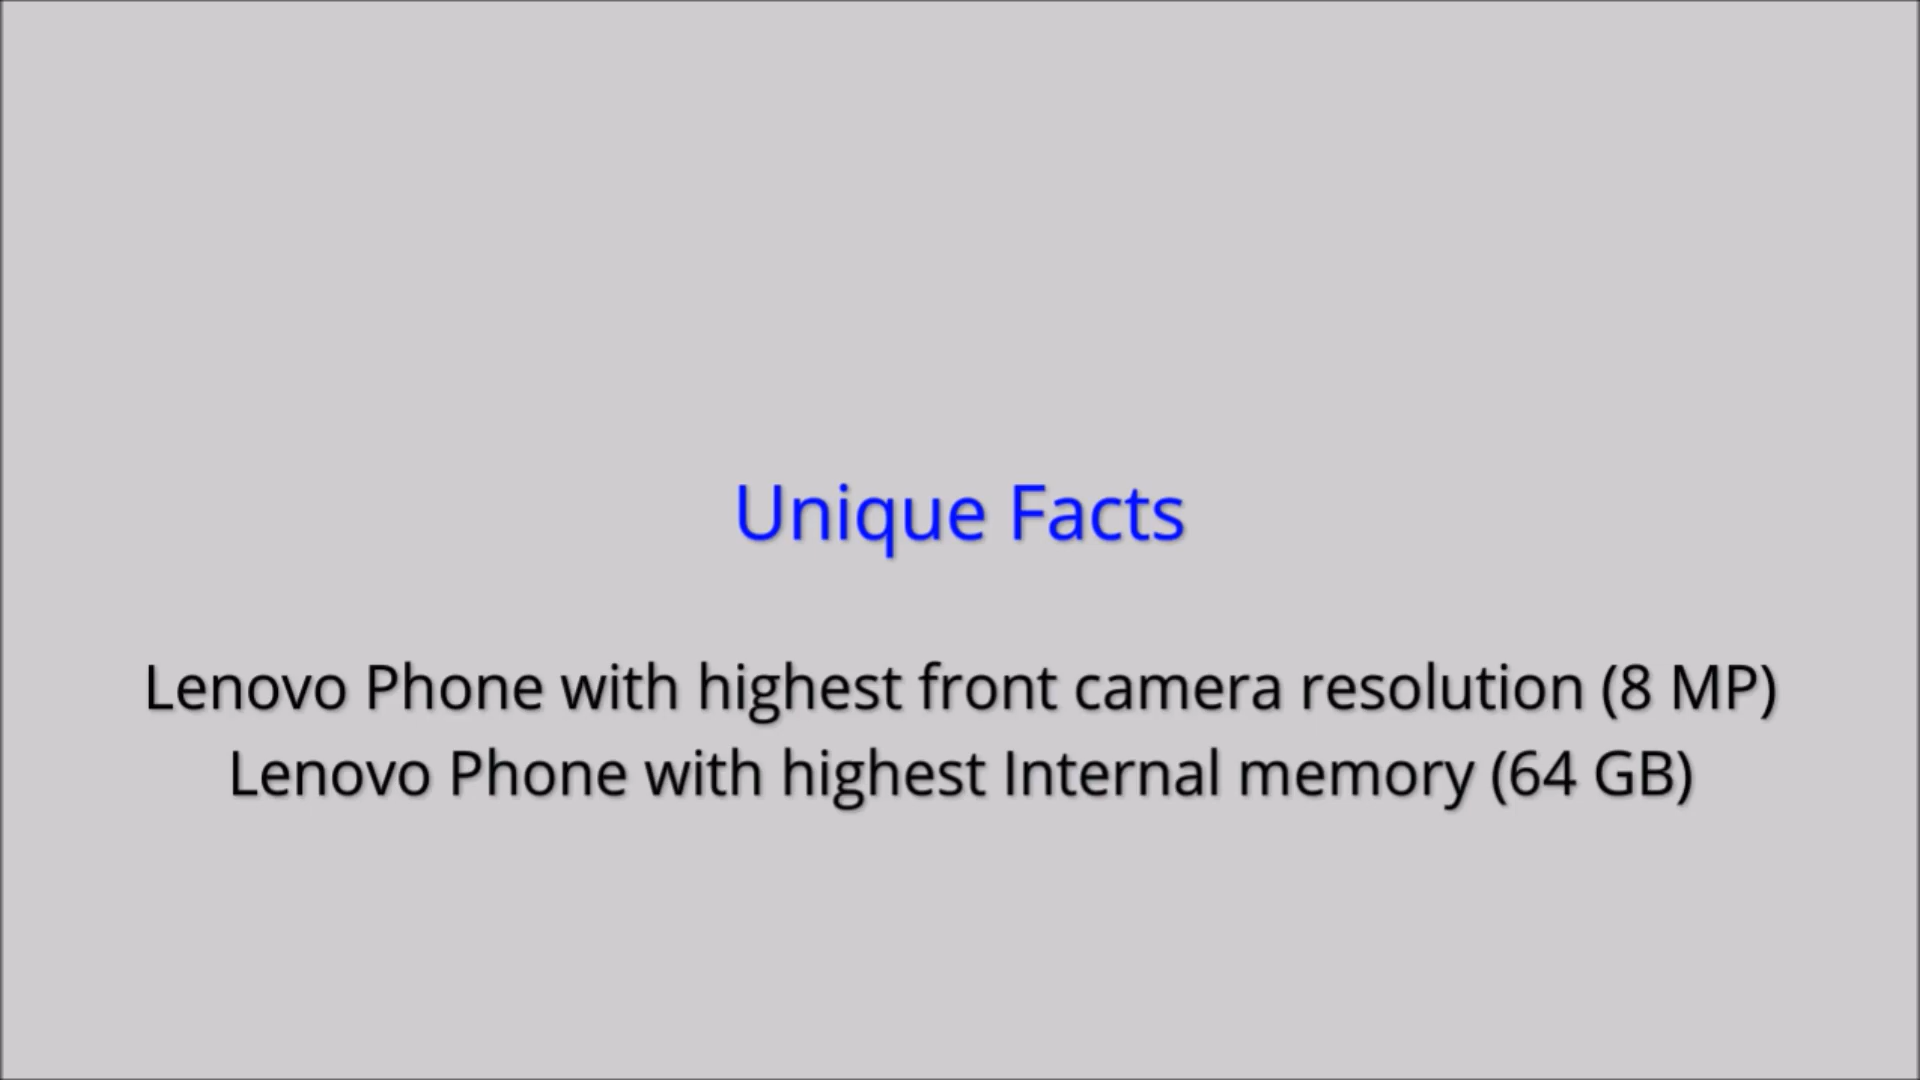 Unique Facts
Lenovo Phone with highest front camera resolution (8 MP)
Lenovo Phone with highest Internal memory (64 GB)